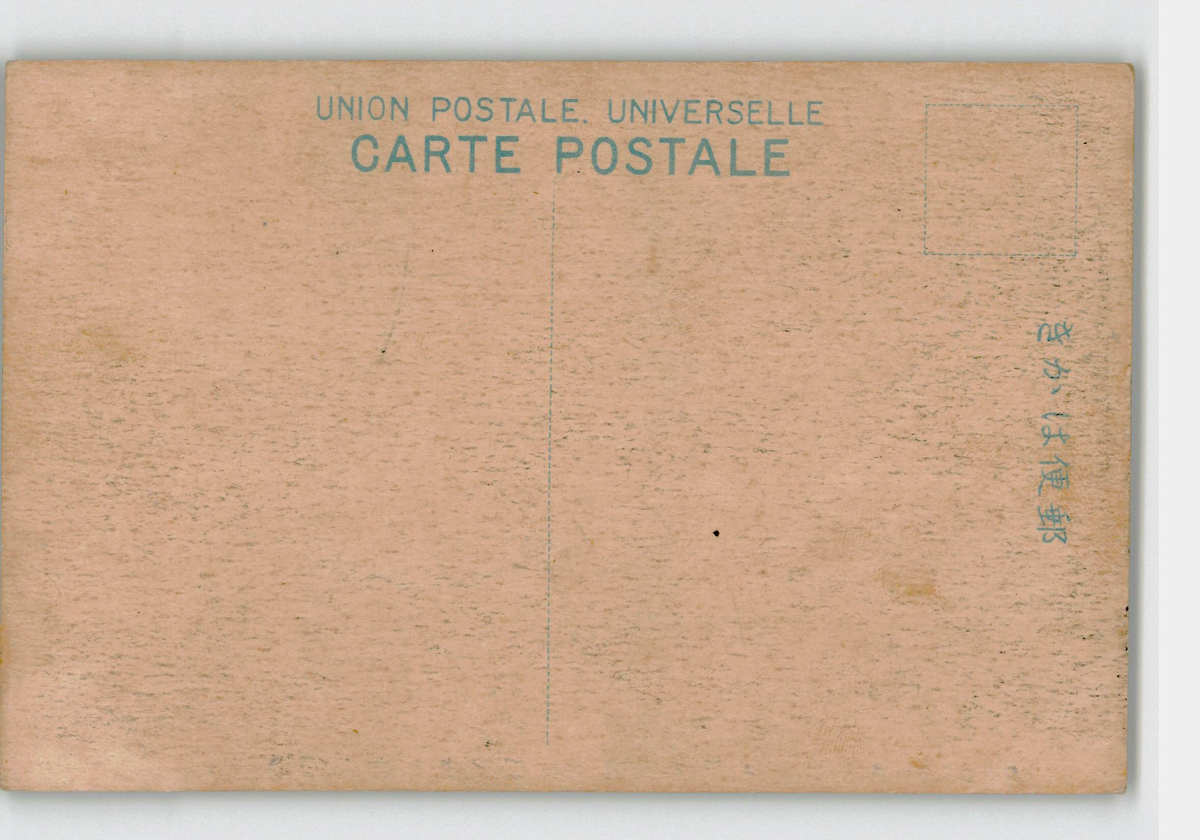 UNION POSTALE. UNIVERSELLE
CARTE POSTALE
きかは便郵